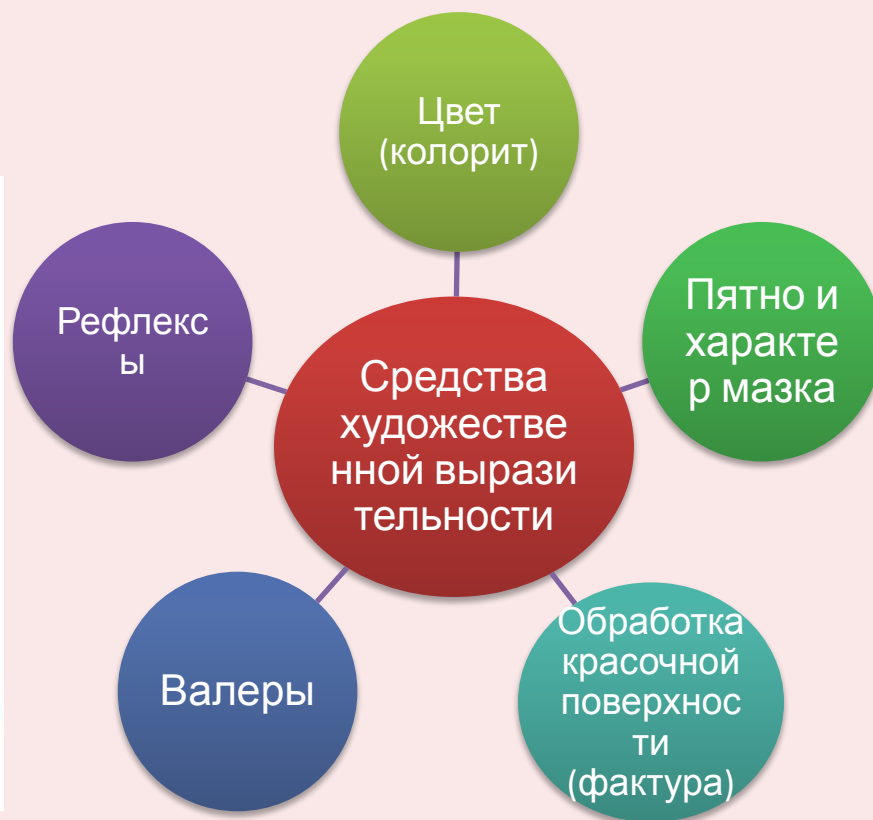 Цвет
(колорит)
Рефлекс
ы
Пятно и
характе
р мазка
Средства
художестве
нной вырази
тельности
Валеры
Обработка
красочной
поверхнос
ти
(фактура)